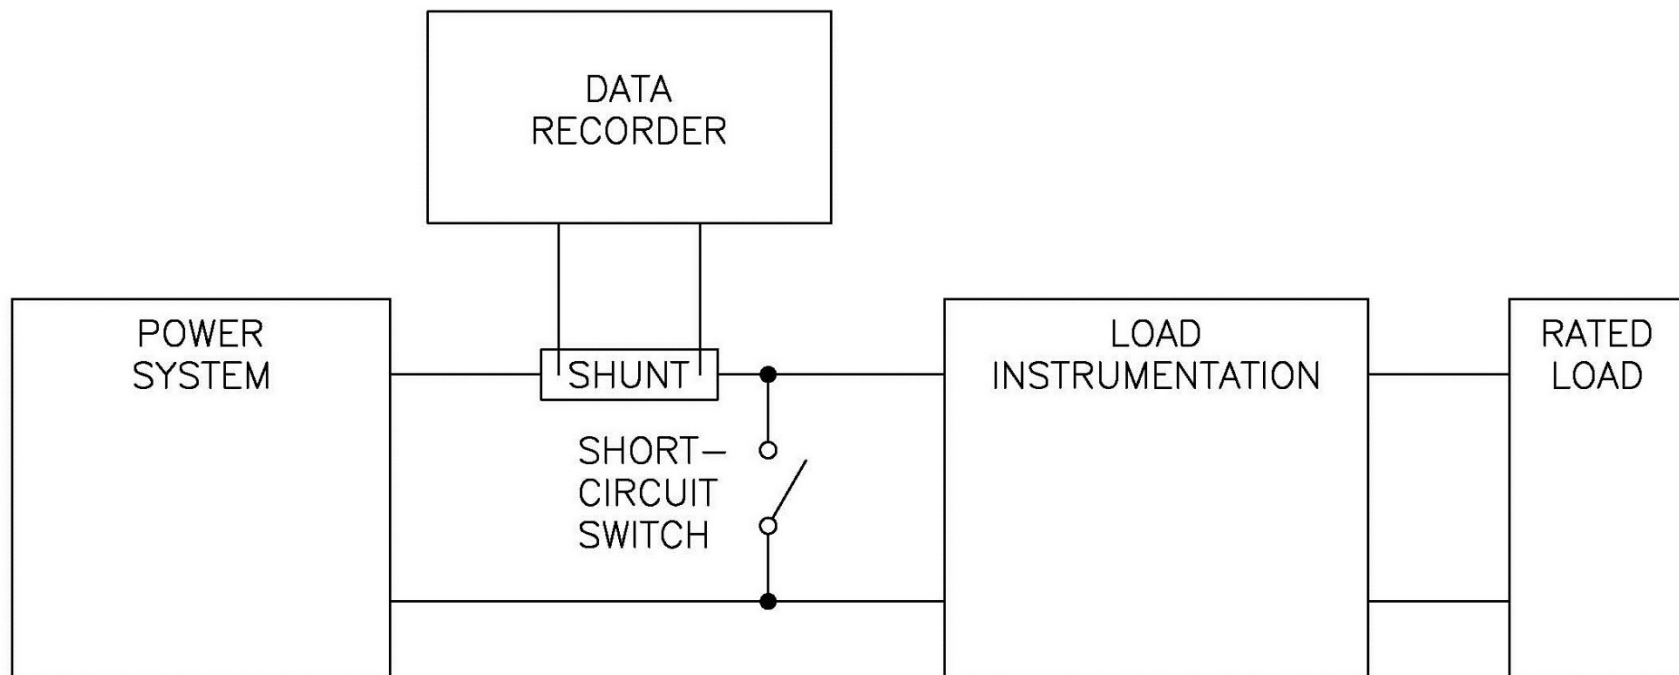 DATA
RECORDER
POWER
SYSTEM
SHUNT
LOAD
INSTRUMENTATION
RATED
LOAD
SHORT-
CIRCUIT
SWITCH